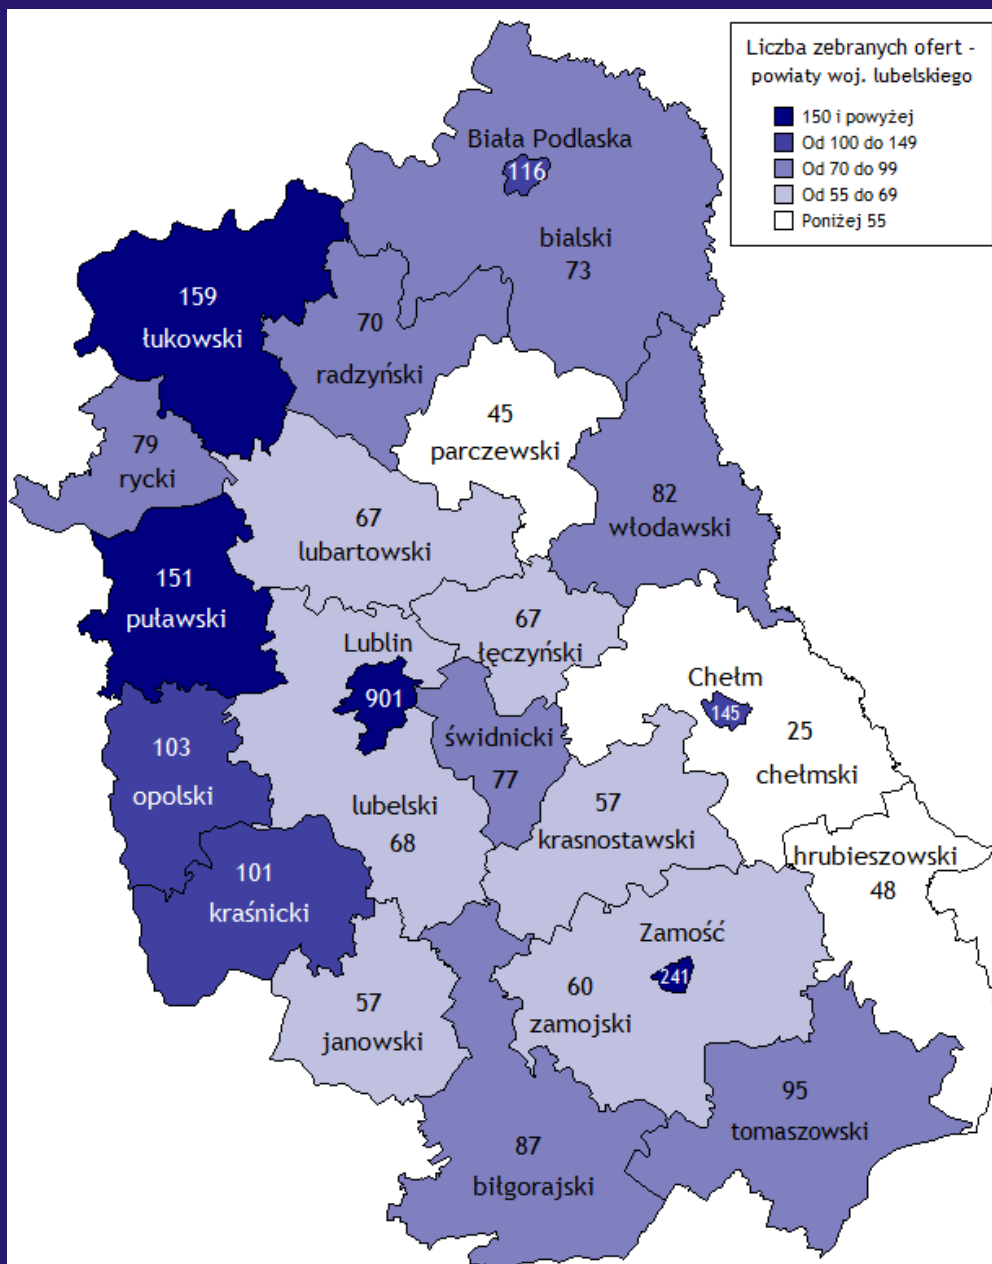 Liczba zebranych ofert -
powiaty woj. lubelskiego
150 i powyżej
Od 100 do 149
Od 70 do 99
Od 55 do 69
Poniżej 55
Biała Podlaska
116
bialski
73
159
łukowski
70
radzyński
45
parczewski
79
rycki
82
włodawski
67
lubartowski
151
puławski
67
łęczyński
Lublin
901
Chełm
145
25
chełmski
103
opolski
świdnicki
77
lubelski
68
57
krasnostawski
hrubieszowski
48
101
kraśnicki
Zamość
241
60
zamojski
57
janowski
95
tomaszowski
87
biłgorajski